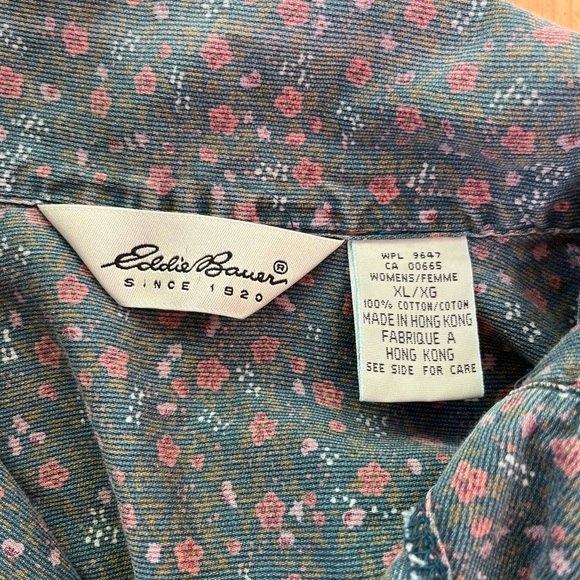 Eddie Bauer®
SINCE 1920
WPL 9647
CA 00665
WOMENS/FEMME
XL/XG
100% COTTON/COTON
MADE IN HONG KONG
FABRIQUE A
HONG KONG
SEE SIDE FOR CARE